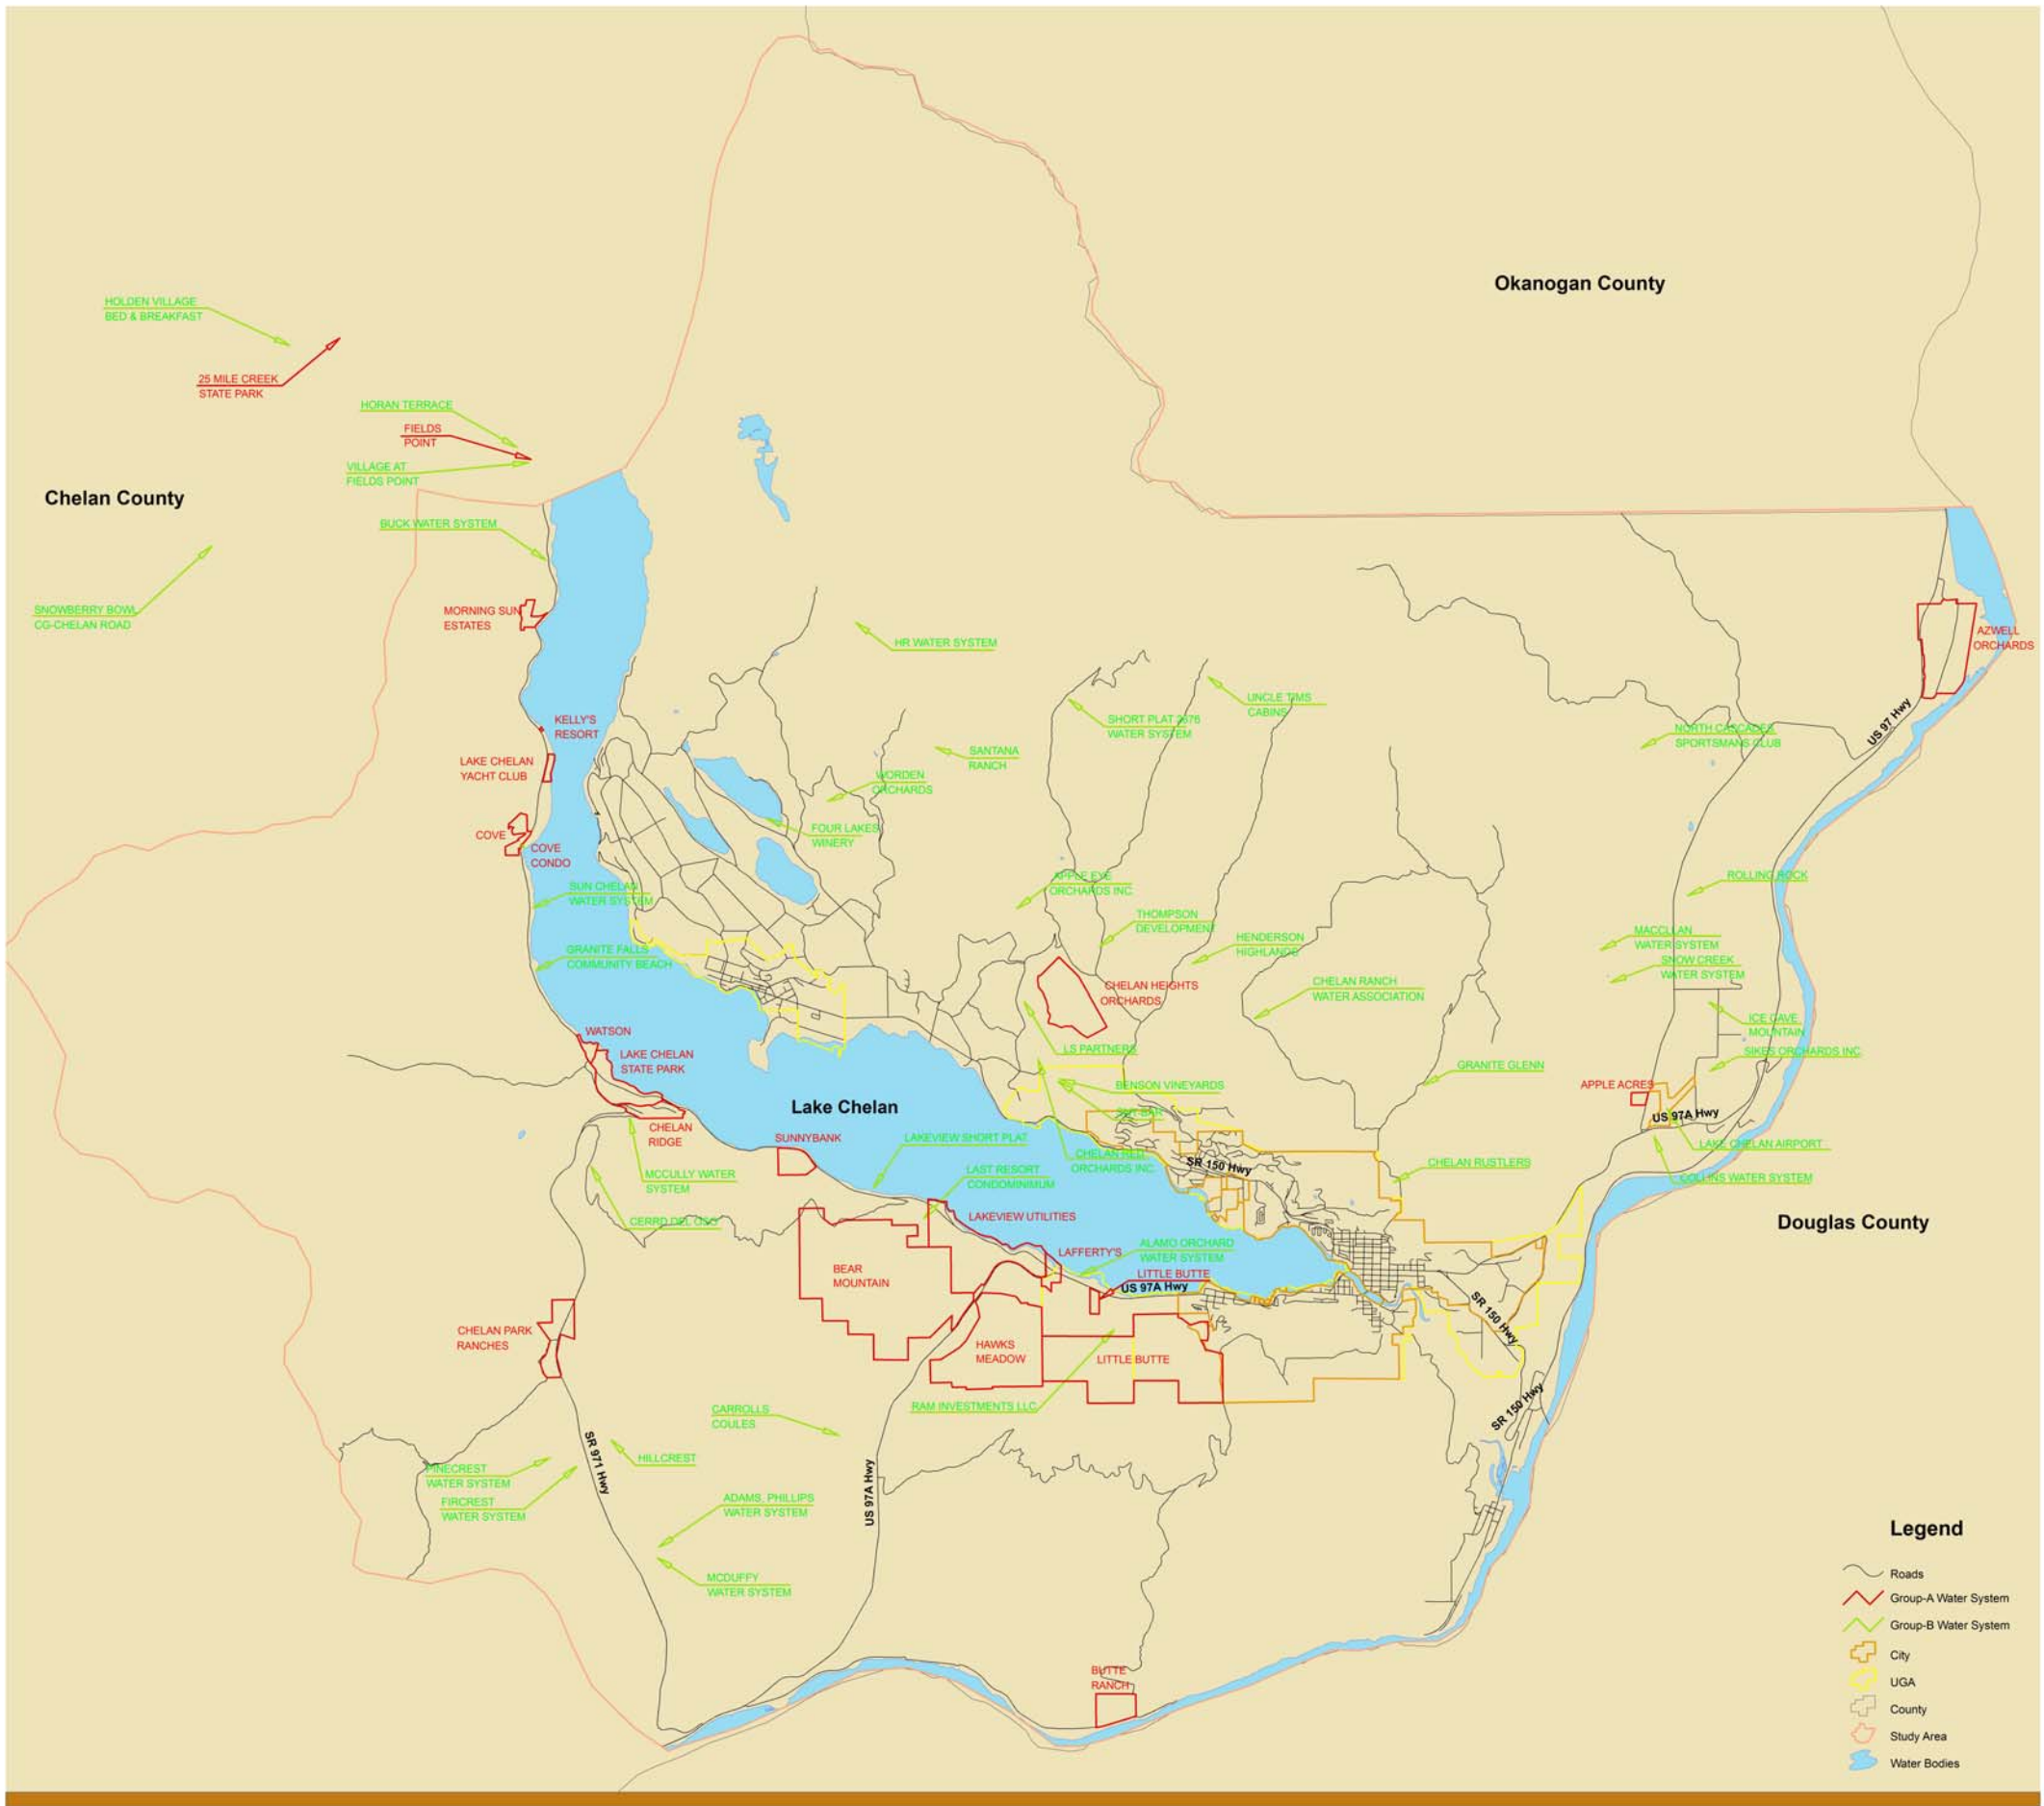 Okanogan County
HOLDEN VILLAGE
BED & BREAKFAST
25 MILE CREEK
STATE PARK
HORAN TERRACE
FIELDS
POINT
VILLAGE AT
FIELDS POINT
Chelan County
BUCK WATER SYSTEM
SNOWBERRY BOWL
CG-CHELAN ROAD
MORNING SUN
ESTATES
HR WATER SYSTEM
AZWELL
ORCHARDS
UNCLE TIMS
CABINS
SHORT PLAT 2676
WATER SYSTEM
KELLY'S
RESORT
US 97 Hwy
NORTH CASCADES
SPORTSMANS CLUB
SANTANA
RANCH
LAKE CHELAN
YACHT CLUB
WORDEN
ORCHARDS
COVE
FOUR LAKES
WINERY
COVE
CONDO
APPLE EYE
ORCHARDS INC
ROLLING ROCK
SUN CHELAN
WATER SYSTEM
THOMPSON
DEVELOPMENT
HENDERSON
HIGHLANDS
MACCLLAN
WATER SYSTEM
GRANITE FALLS
COMMUNITY BEACH
SNOW CREEK
WATER SYSTEM
CHELAN HEIGHTS
ORCHARDS
CHELAN RANCH
WATER ASSOCIATION
ICE CAVE
MOUNTAIN
WATSON
LS PARTNERS
SIKES ORCHARDS INC
LAKE CHELAN
STATE PARK
GRANITE GLENN
BENSON VINEYARDS
APPLE ACRES
Lake Chelan
SUT-BAR
US 97A Hwy
CHELAN
RIDGE
SUNNYBANK
LAKEVIEW SHORT PLAT
LAKE CHELAN AIRPORT
CHELAN RED
ORCHARDS INC
SR 150 Hwy
CHELAN RUSTLERS
MCCULLY WATER
SYSTEM
LAST RESORT
CONDOMINIMUM
COLLINS WATER SYSTEM
CERRO DEL OSO
LAKEVIEW UTILITIES
Douglas County
LAFFERTY'S
ALAMO ORCHARD
WATER SYSTEM
BEAR
MOUNTAIN
LITTLE BUTTE
US 97A Hwy
SR 150 Hwy
CHELAN PARK
RANCHES
HAWKS
MEADOW
LITTLE BUTTE
CARROLLS
COULES
RAM INVESTMENTS LLC
SR 150 Hwy
SR 971 Hwy
HILLCREST
PINECREST
WATER SYSTEM
US 97A Hwy
FIRCREST
WATER SYSTEM
ADAMS, PHILLIPS
WATER SYSTEM
MCDUFFY
WATER SYSTEM
BUTTE
RANCH
Legend
Roads
Group-A Water System
Group-B Water System
City
UGA
County
Study Area
Water Bodies